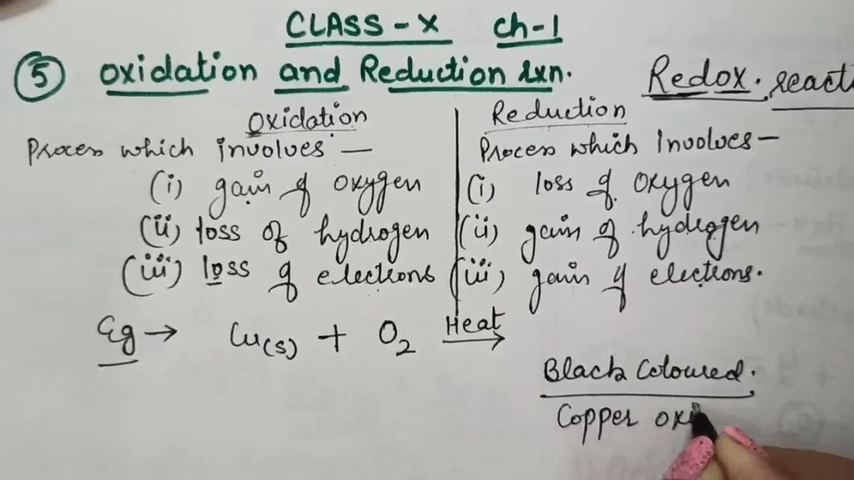 CLASS - X ch-1
⑤ oxidation and Reduction rxn.
Redox. reacti
Oxidation
Process which involves —
(i) gain of oxygen
(ii) loss of hydrogen
(iii) loss of electrons
Reduction
Process which involves —
(i) loss of oxygen
(ii) gain of hydrogen
(iii) gain of electrons.
Eg → Cu(s) + O2 Heat →
Black Coloured.
Copper oxi